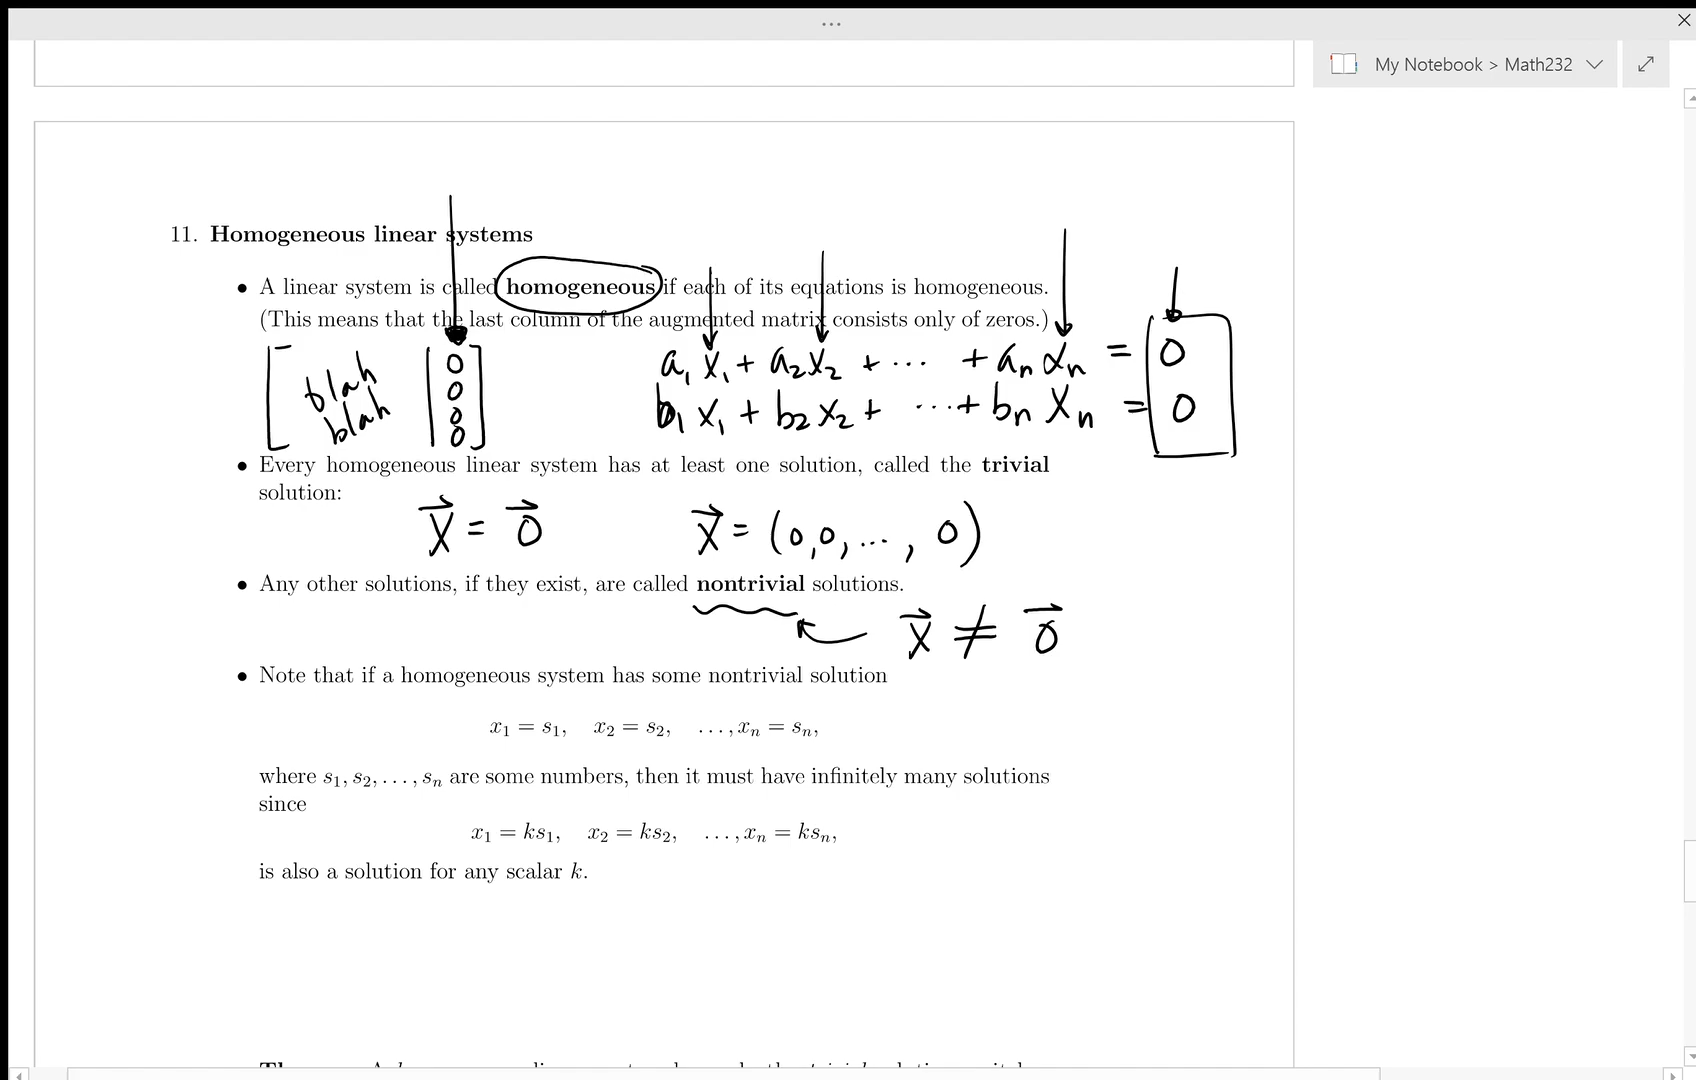 ...
My Notebook > Math232
11. Homogeneous linear systems
• A linear system is called homogeneous if each of its equations is homogeneous.
(This means that the last column of the augmented matrix consists only of zeros.)
[ blah blah | 0 0 0 0 ]
a₁x₁ + a₂x₂ + ... + aₙxₙ = 0
b₁x₁ + b₂x₂ + ... + bₙxₙ = 0
• Every homogeneous linear system has at least one solution, called the trivial
solution:
x⃗ = 0⃗ x⃗ = (0,0,..., 0)
• Any other solutions, if they exist, are called nontrivial solutions.
x⃗ ≠ 0⃗
• Note that if a homogeneous system has some nontrivial solution
x₁ = s₁, x₂ = s₂, ..., xₙ = sₙ,
where s₁, s₂, ..., sₙ are some numbers, then it must have infinitely many solutions
since
x₁ = ks₁, x₂ = ks₂, ..., xₙ = ksₙ,
is also a solution for any scalar k.